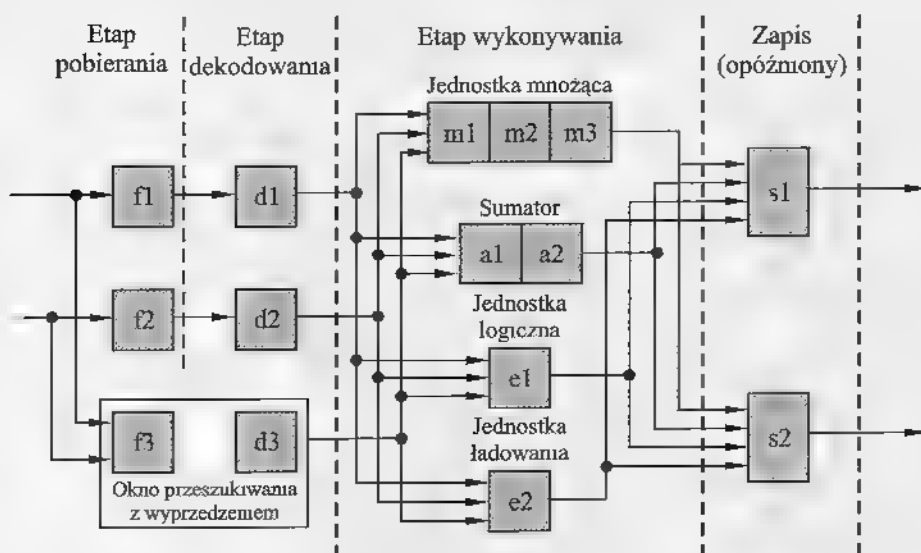 Etap
pobierania
Etap
dekodowania
Etap wykonywania
Zapis
(opóźniony)
Jednostka mnożąca
m1 m2 m3
f1
d1
s1
Sumator
a1 a2
f2
d2
Jednostka
logiczna
e1
s2
f3
d3
Jednostka
ładowania
e2
Okno przeszukiwania
z wyprzedzeniem